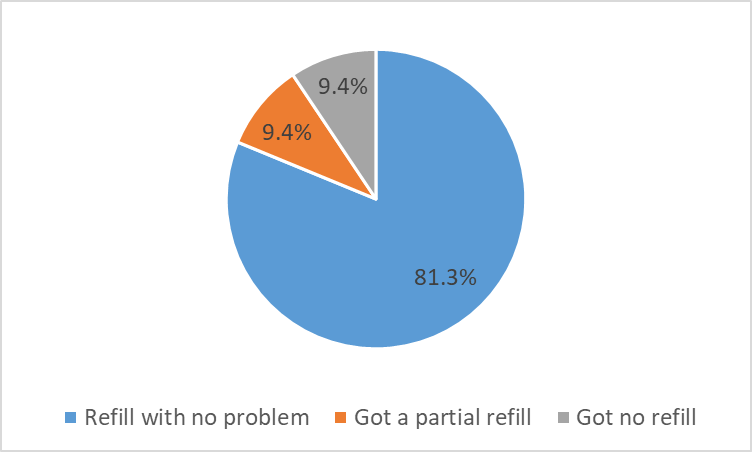 9.4%
9.4%
81.3%
Refill with no problem Got a partial refill Got no refill